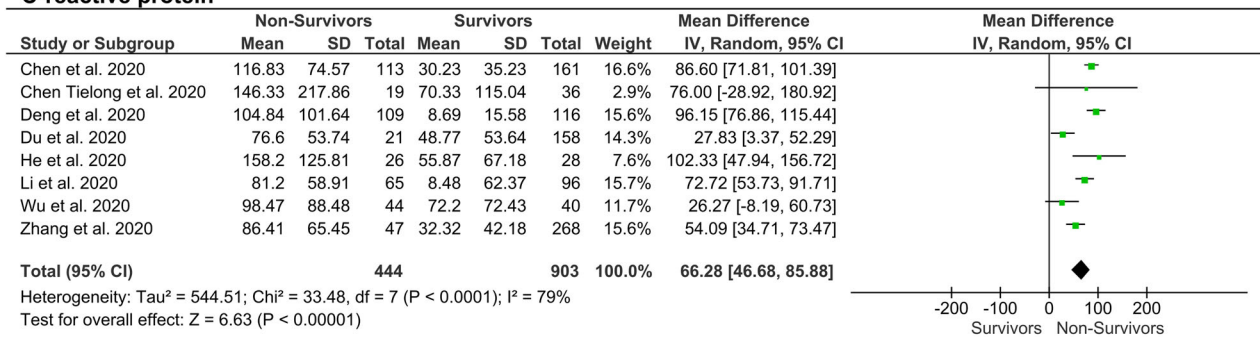 C-reactive protein
Non-Survivors Survivors Mean Difference Mean Difference
Study or Subgroup Mean SD Total Mean SD Total Weight IV, Random, 95% CI IV, Random, 95% CI
Chen et al. 2020 116.83 74.57 113 30.23 35.23 161 16.6% 86.60 [71.81, 101.39]
Chen Tielong et al. 2020 146.33 217.86 19 70.33 115.04 36 2.9% 76.00 [-28.92, 180.92]
Deng et al. 2020 104.84 101.64 109 8.69 15.58 116 15.6% 96.15 [76.86, 115.44]
Du et al. 2020 76.6 53.74 21 48.77 53.64 158 14.3% 27.83 [3.37, 52.29]
He et al. 2020 158.2 125.81 26 55.87 67.18 28 7.6% 102.33 [47.94, 156.72]
Li et al. 2020 81.2 58.91 65 8.48 62.37 96 15.7% 72.72 [53.73, 91.71]
Wu et al. 2020 98.47 88.48 44 72.2 72.43 40 11.7% 26.27 [-8.19, 60.73]
Zhang et al. 2020 86.41 65.45 47 32.32 42.18 268 15.6% 54.09 [34.71, 73.47]
Total (95% CI) 444 903 100.0% 66.28 [46.68, 85.88]
Heterogeneity: Tau² = 544.51; Chi² = 33.48, df = 7 (P < 0.0001); I² = 79%
Test for overall effect: Z = 6.63 (P < 0.00001)
-200 -100 0 100 200
Survivors Non-Survivors